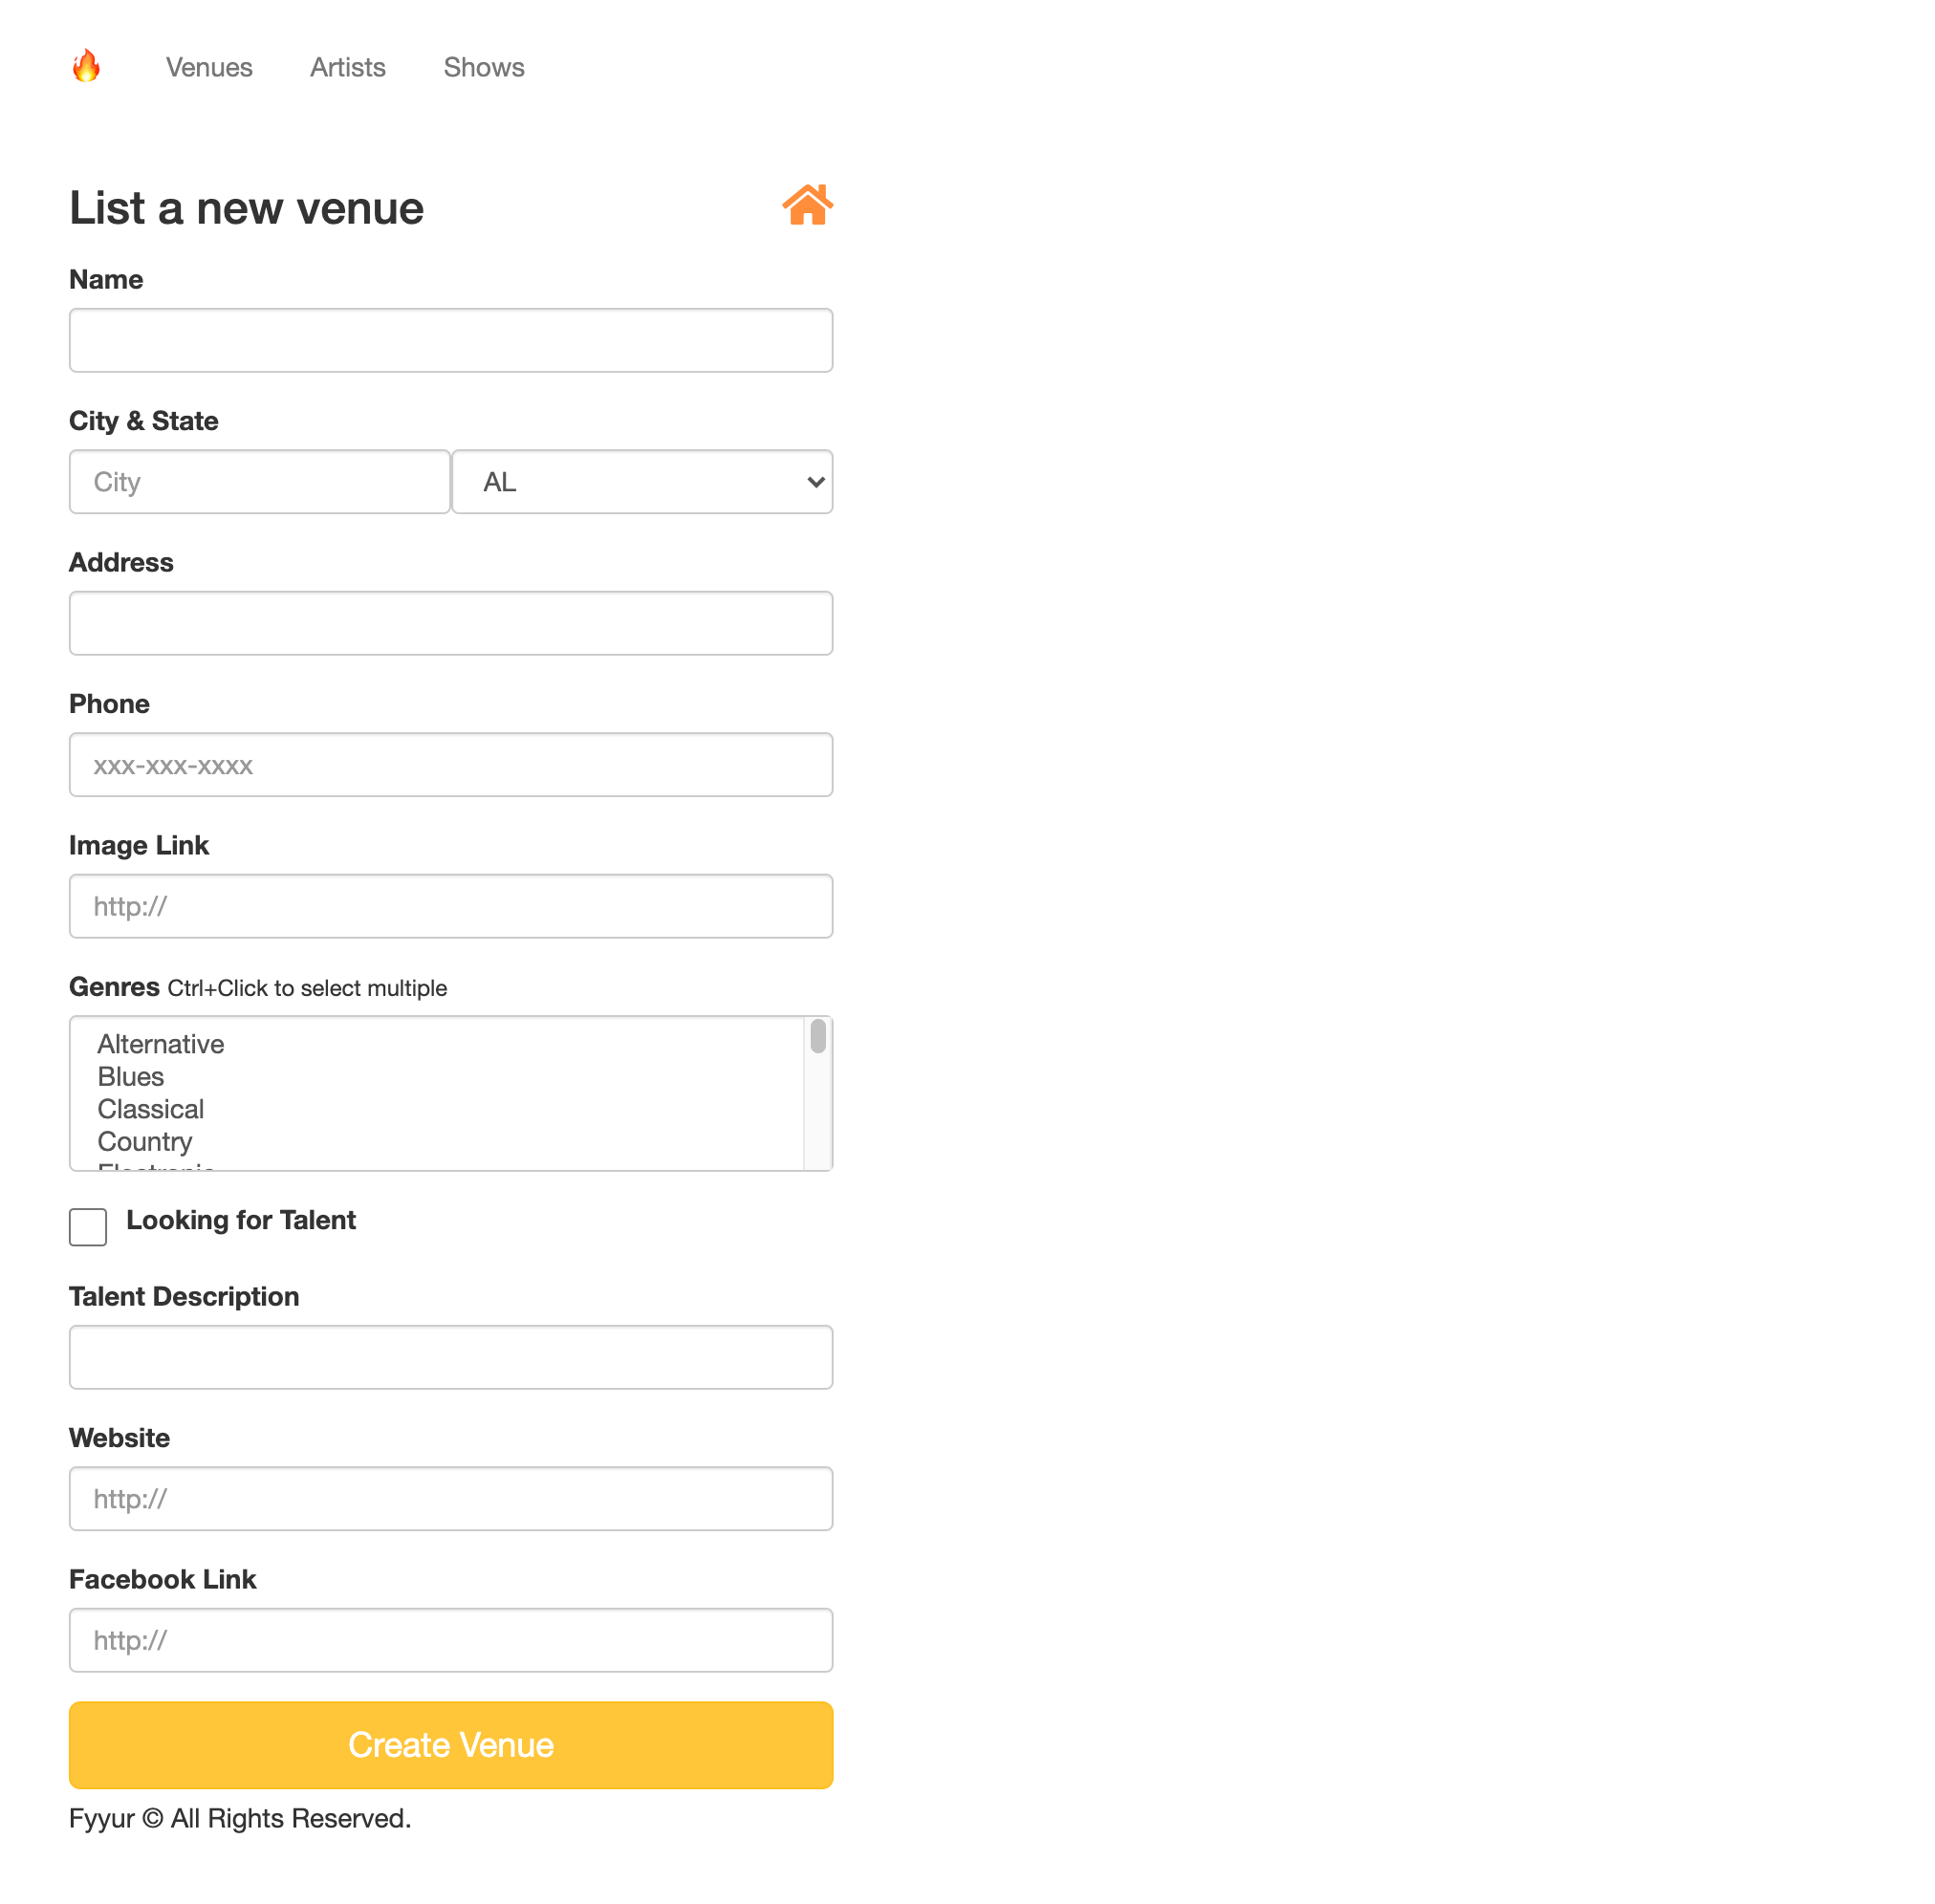 Venues Artists Shows
List a new venue
Name
City & State
City AL
Address
Phone
xxx-xxx-xxxx
Image Link
http://
Genres Ctrl+Click to select multiple
Alternative
Blues
Classical
Country
Electronic
Looking for Talent
Talent Description
Website
http://
Facebook Link
http://
Create Venue
Fyyur © All Rights Reserved.